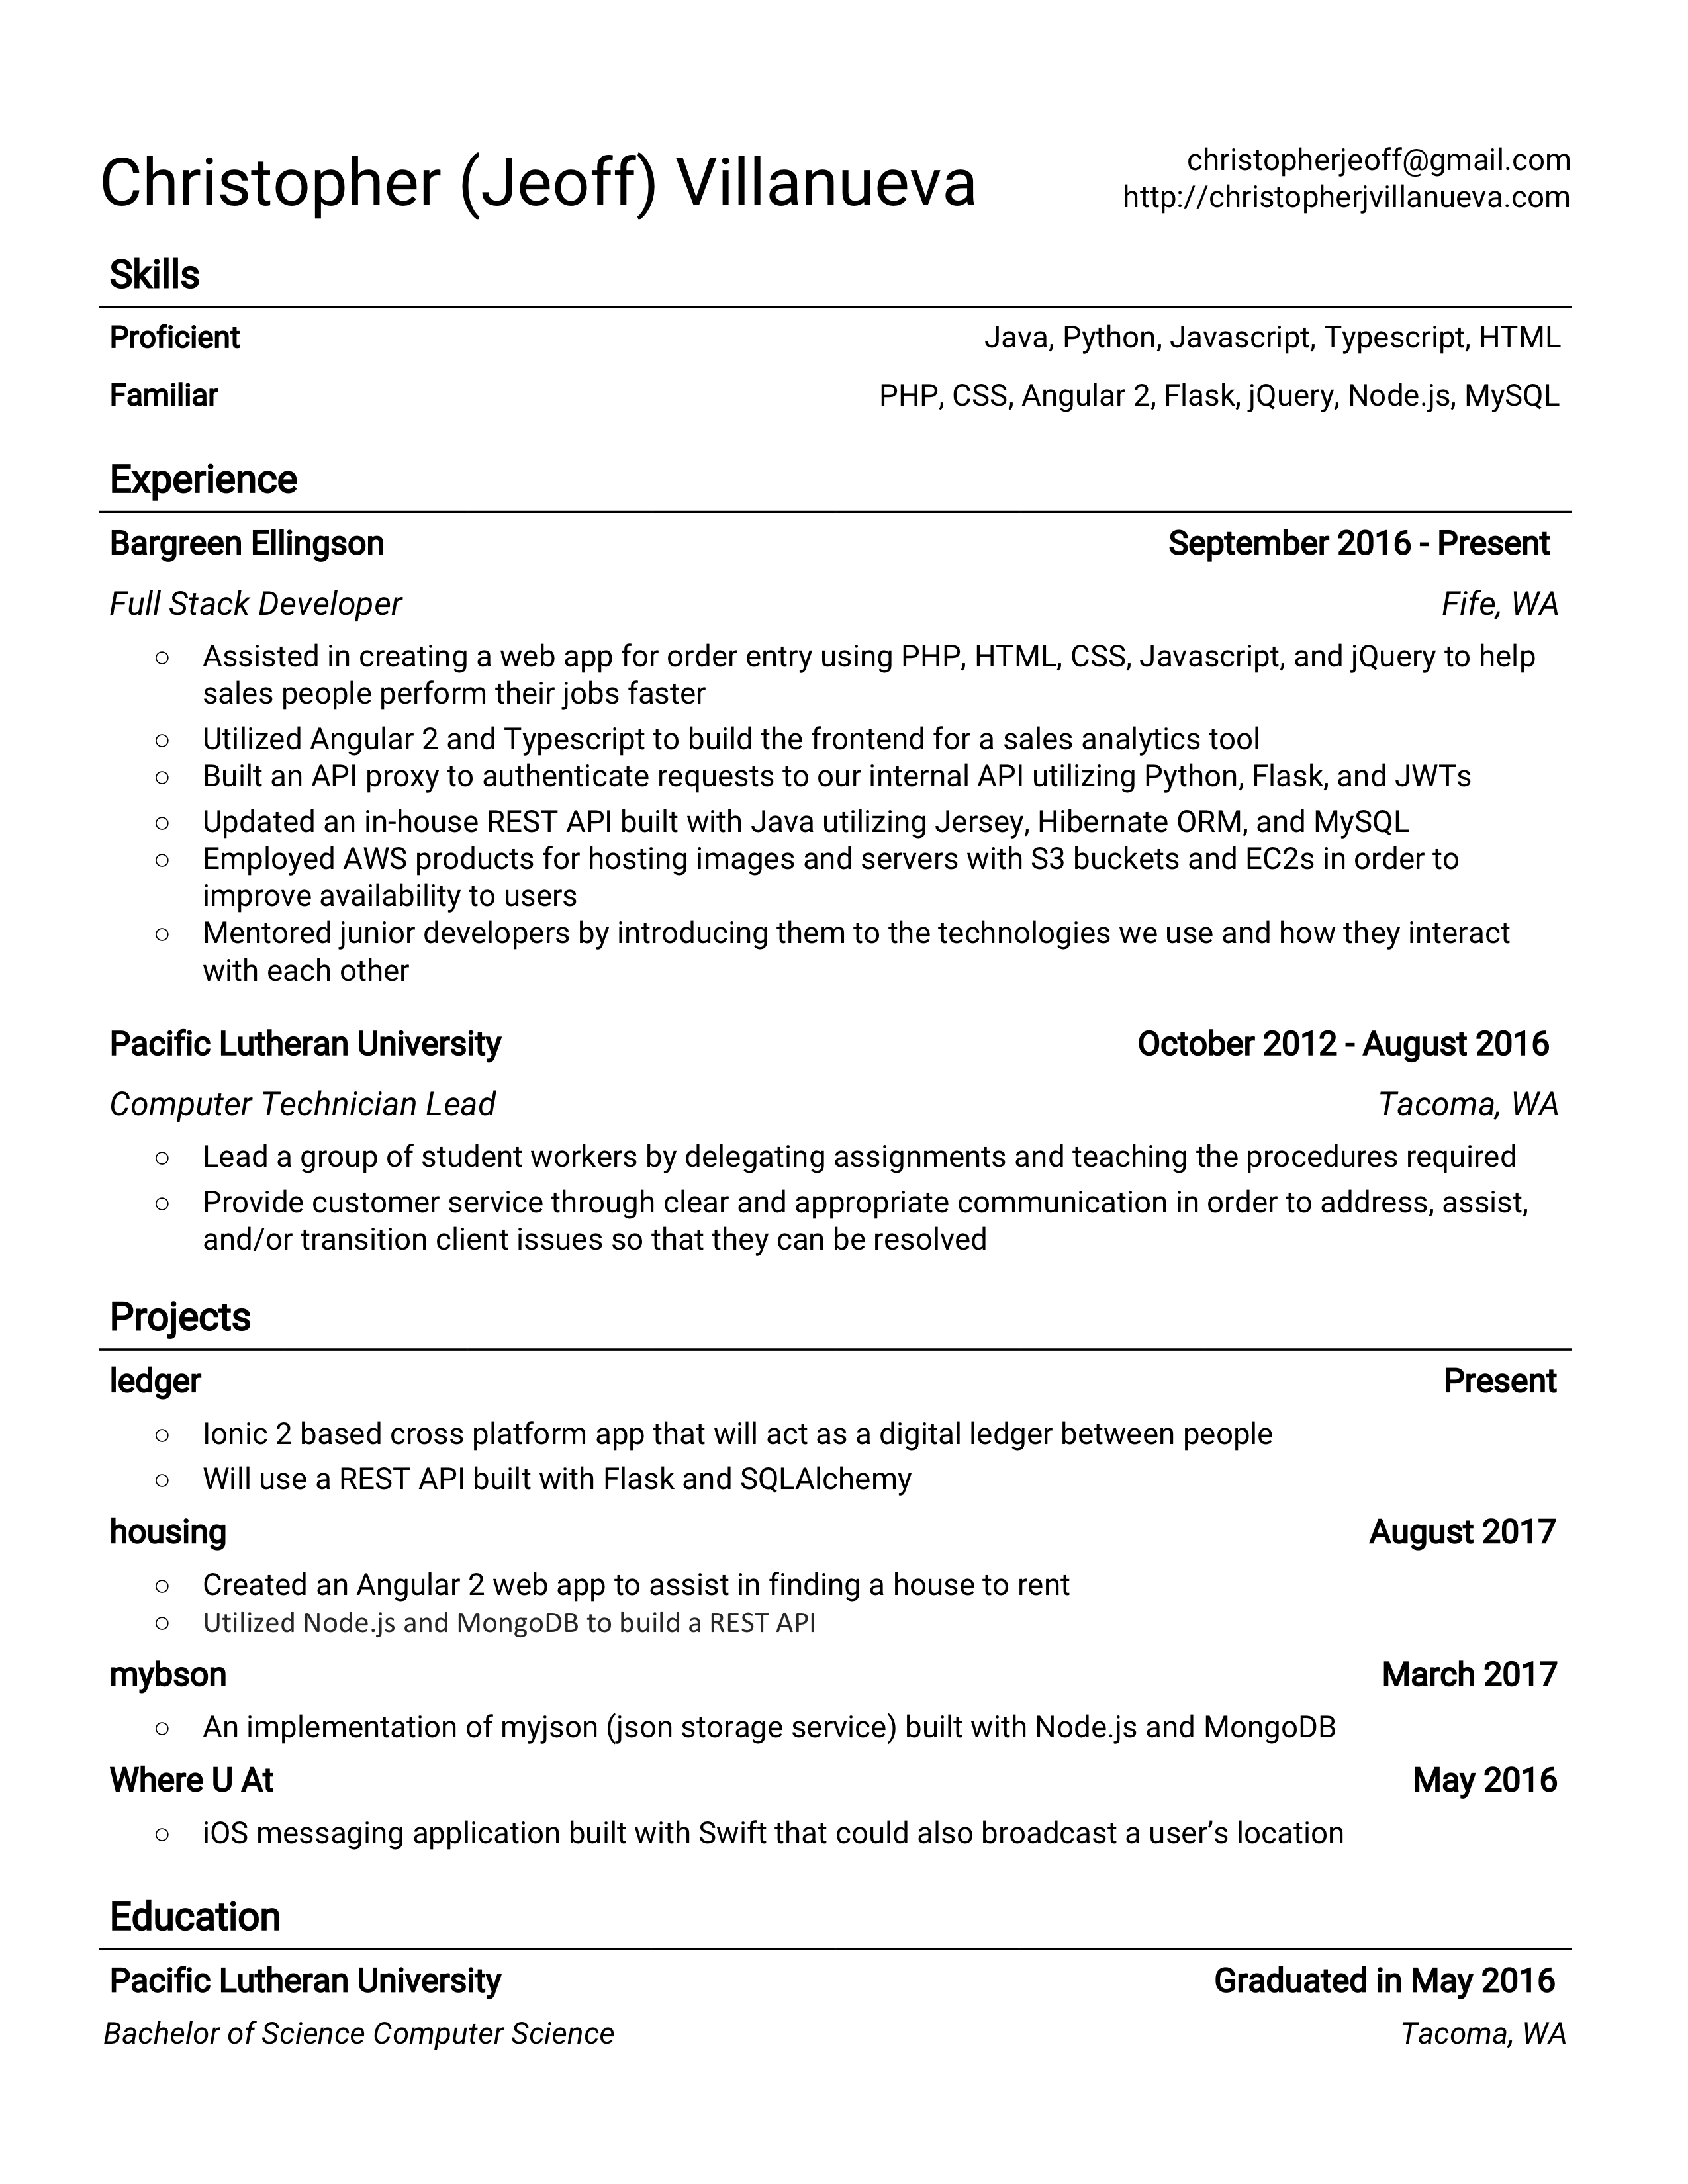 Christopher (Jeoff) Villanueva
christopherjeoff@gmail.com
http://christopherjvillanueva.com
Skills
Proficient Java, Python, Javascript, Typescript, HTML
Familiar PHP, CSS, Angular 2, Flask, jQuery, Node.js, MySQL
Experience
Bargreen Ellingson September 2016 - Present
Full Stack Developer Fife, WA
○ Assisted in creating a web app for order entry using PHP, HTML, CSS, Javascript, and jQuery to help
sales people perform their jobs faster
○ Utilized Angular 2 and Typescript to build the frontend for a sales analytics tool
○ Built an API proxy to authenticate requests to our internal API utilizing Python, Flask, and JWTs
○ Updated an in-house REST API built with Java utilizing Jersey, Hibernate ORM, and MySQL
○ Employed AWS products for hosting images and servers with S3 buckets and EC2s in order to
improve availability to users
○ Mentored junior developers by introducing them to the technologies we use and how they interact
with each other
Pacific Lutheran University October 2012 - August 2016
Computer Technician Lead Tacoma, WA
○ Lead a group of student workers by delegating assignments and teaching the procedures required
○ Provide customer service through clear and appropriate communication in order to address, assist,
and/or transition client issues so that they can be resolved
Projects
ledger Present
○ Ionic 2 based cross platform app that will act as a digital ledger between people
○ Will use a REST API built with Flask and SQLAlchemy
housing August 2017
○ Created an Angular 2 web app to assist in finding a house to rent
○ Utilized Node.js and MongoDB to build a REST API
mybson March 2017
○ An implementation of myjson (json storage service) built with Node.js and MongoDB
Where U At May 2016
○ iOS messaging application built with Swift that could also broadcast a user’s location
Education
Pacific Lutheran University Graduated in May 2016
Bachelor of Science Computer Science Tacoma, WA